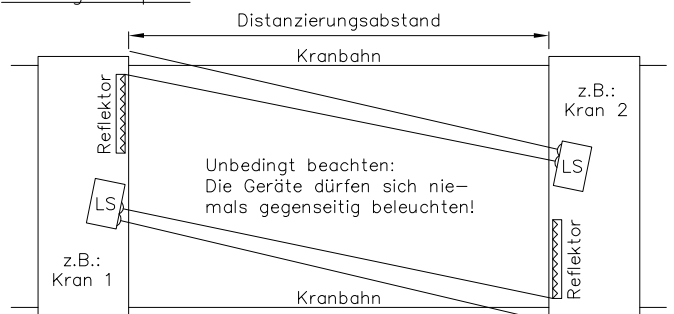 Distanzierungsabstand
Kranbahn
Reflektor
z.B.:
Kran 2
LS
Unbedingt beachten:
Die Geräte dürfen sich nie-
mals gegenseitig beleuchten!
LS
z.B.:
Kran 1
Reflektor
Kranbahn